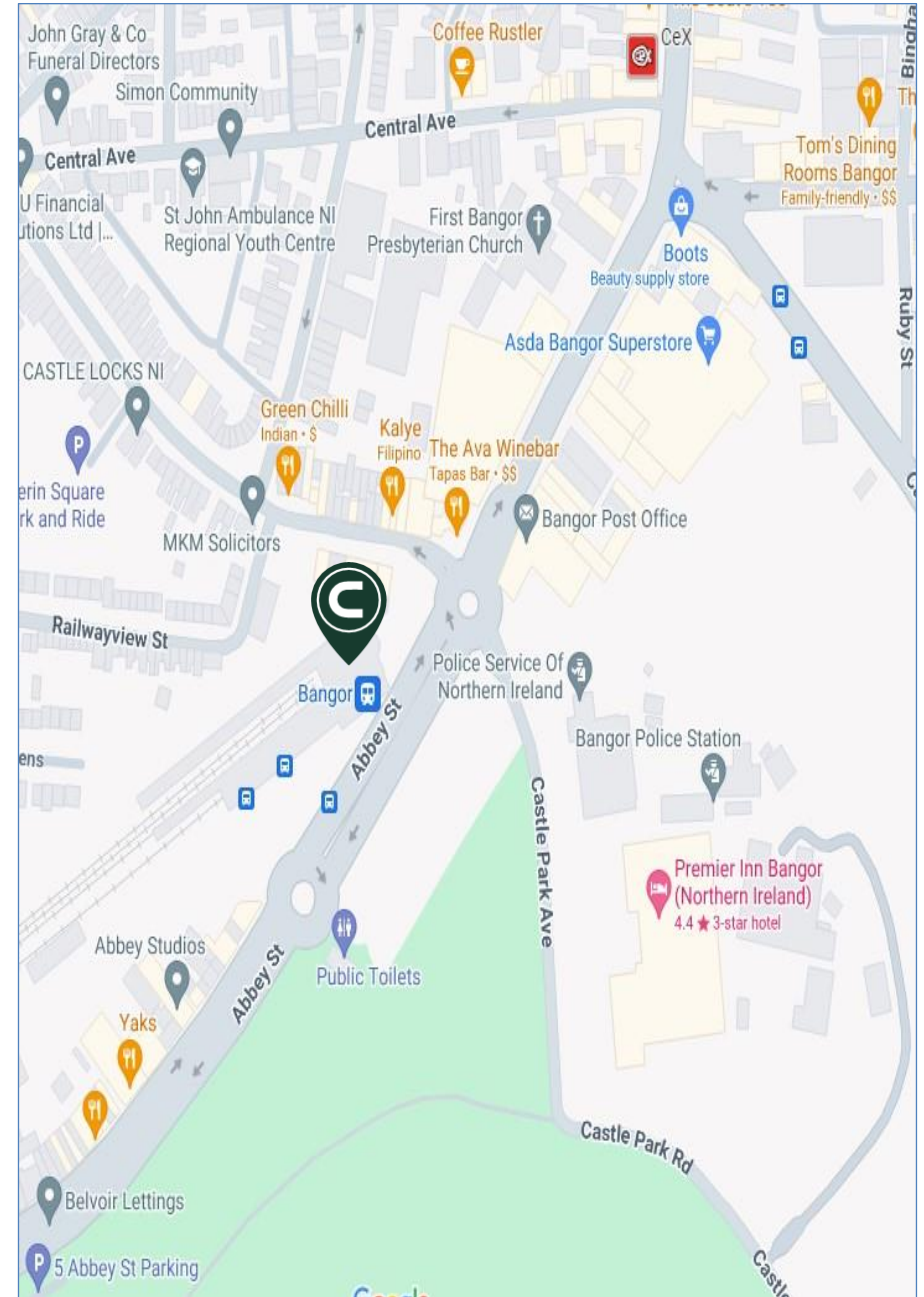 John Gray & Co
Funeral Directors
Coffee Rustler
CeX
Simon Community
Central Ave
Central Ave
Tom's Dining
Rooms Bangor
Family-friendly • $$
U Financial
utions Ltd |...
St John Ambulance NI
Regional Youth Centre
First Bangor
Presbyterian Church
Boots
Beauty supply store
Ruby St
Asda Bangor Superstore
CASTLE LOCKS NI
Green Chilli
Indian • $
Kalye
Filipino
The Ava Winebar
Tapas Bar • $$
P
erin Square
rk and Ride
Bangor Post Office
MKM Solicitors
C
Railwayview St
Police Service Of
Northern Ireland
Bangor
Abbey St
Bangor Police Station
ens
Castle Park Ave
Premier Inn Bangor
(Northern Ireland)
4.4 ★ 3-star hotel
Abbey Studios
Abbey St
Public Toilets
Yaks
Castle Park Rd
Belvoir Lettings
P
5 Abbey St Parking
Castle